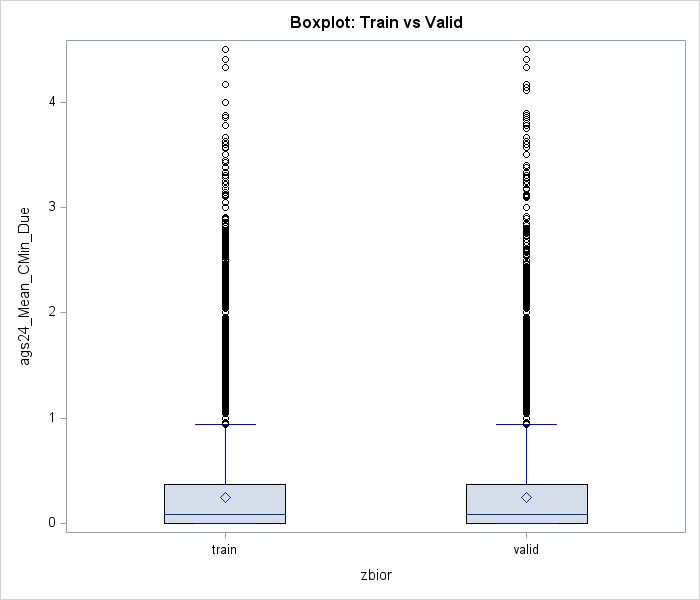 Boxplot: Train vs Valid
ags24_Mean_CMin_Due
4
3
2
1
0
train
valid
zbior